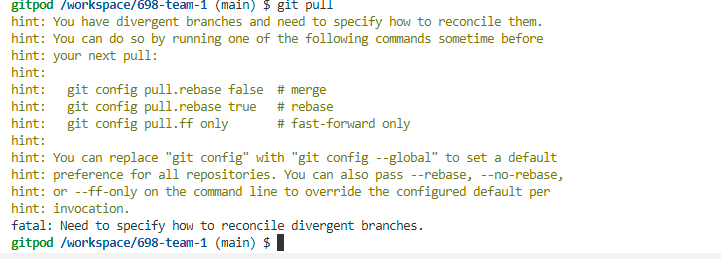 gitpod /workspace/698-team-1 (main) $ git pull
hint: You have divergent branches and need to specify how to reconcile them.
hint: You can do so by running one of the following commands sometime before
hint: your next pull:
hint:
hint:   git config pull.rebase false  # merge
hint:   git config pull.rebase true   # rebase
hint:   git config pull.ff only       # fast-forward only
hint:
hint: You can replace "git config" with "git config --global" to set a default
hint: preference for all repositories. You can also pass --rebase, --no-rebase,
hint: or --ff-only on the command line to override the configured default per
hint: invocation.
fatal: Need to specify how to reconcile divergent branches.
gitpod /workspace/698-team-1 (main) $